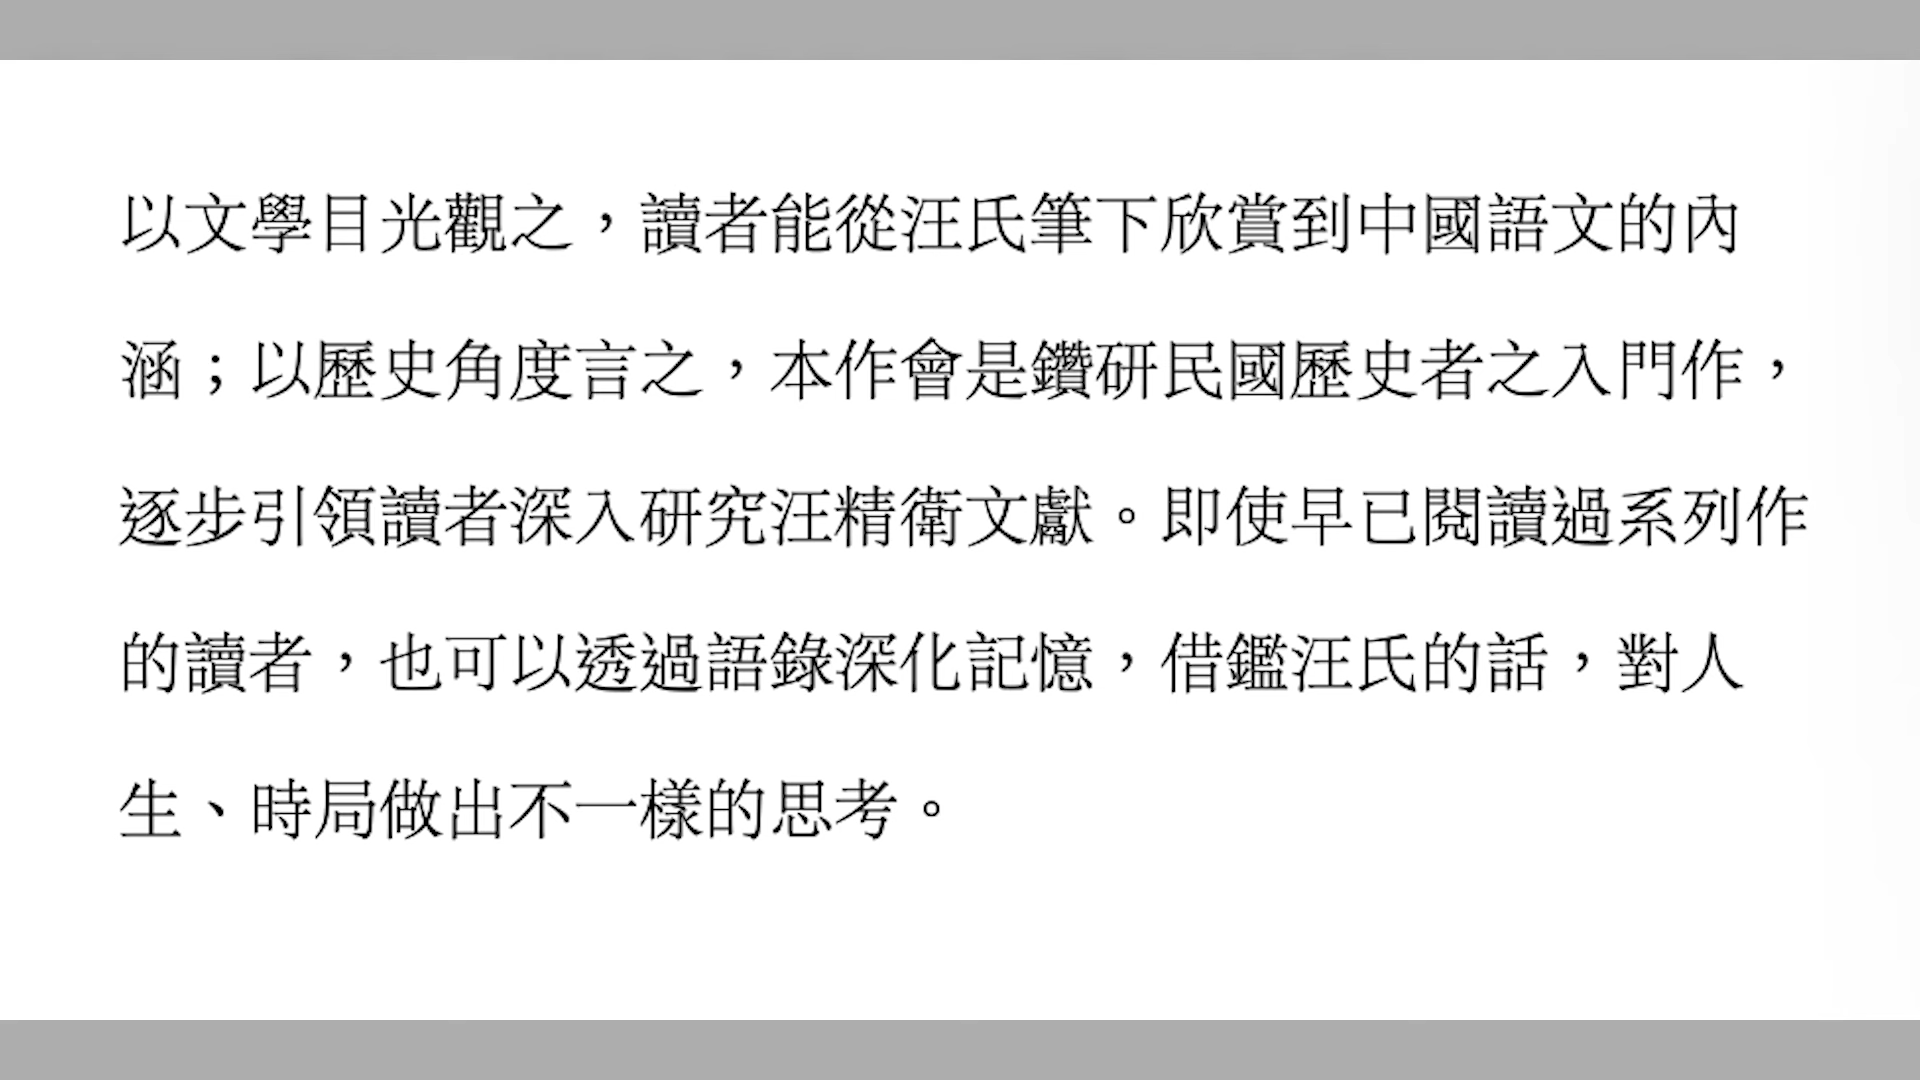 以文學目光觀之，讀者能從汪氏筆下欣賞到中國語文的內
涵；以歷史角度言之，本作會是鑽研民國歷史者之入門作，
逐步引領讀者深入研究汪精衛文獻。即使早已閱讀過系列作
的讀者，也可以透過語錄深化記憶，借鑑汪氏的話，對人
生、時局做出不一樣的思考。